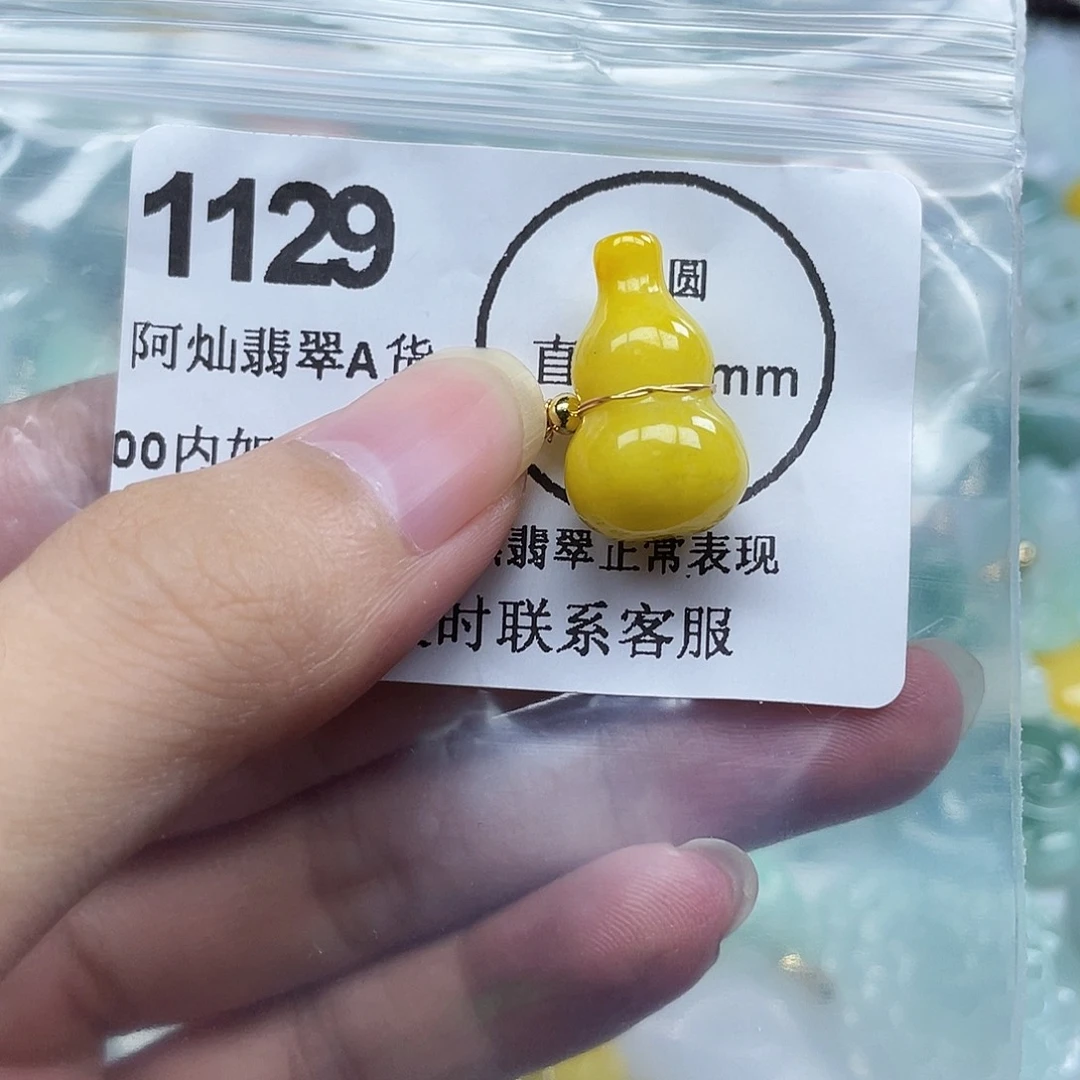 1129
圆
阿灿翡翠A货
直 mm
00内如
翡翠正常表现
时联系客服